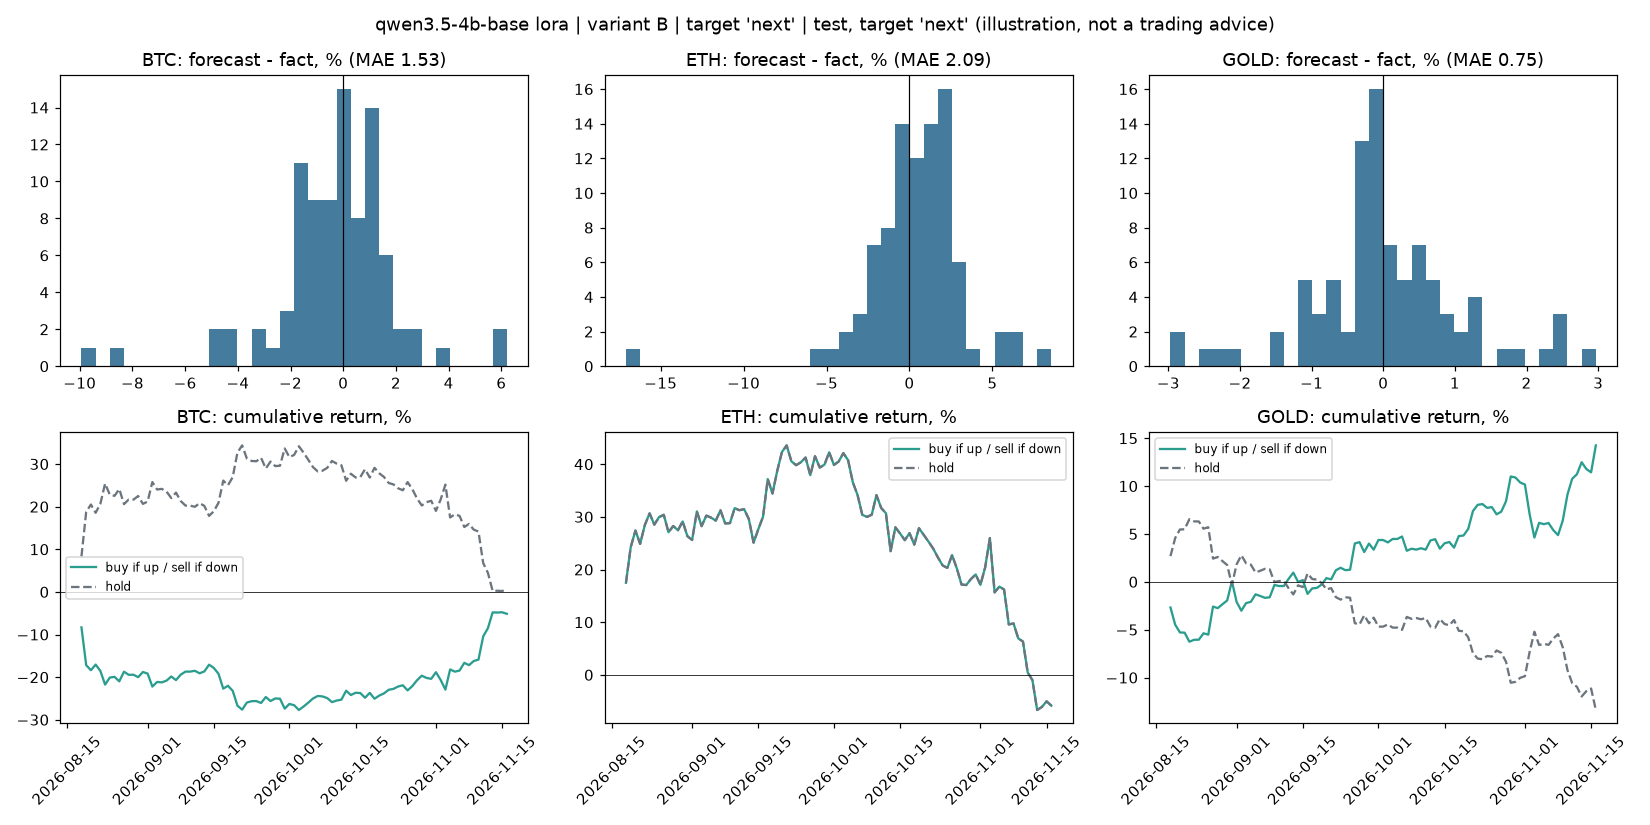 qwen3.5-4b-base lora | variant B | target 'next' | test, target 'next' (illustration, not a trading advice)
BTC: forecast - fact, % (MAE 1.53)
14
12
10
8
6
4
2
0
−10 −8 −6 −4 −2 0 2 4 6
ETH: forecast - fact, % (MAE 2.09)
16
14
12
10
8
6
4
2
0
−15 −10 −5 0 5
GOLD: forecast - fact, % (MAE 0.75)
16
14
12
10
8
6
4
2
0
−3 −2 −1 0 1 2 3
BTC: cumulative return, %
30
20
10
0
−10
−20
−30
buy if up / sell if down
hold
2026-08-15 2026-09-01 2026-09-15 2026-10-01 2026-10-15 2026-11-01 2026-11-15
ETH: cumulative return, %
40
30
20
10
0
buy if up / sell if down
hold
2026-08-15 2026-09-01 2026-09-15 2026-10-01 2026-10-15 2026-11-01 2026-11-15
GOLD: cumulative return, %
15
10
5
0
−5
−10
buy if up / sell if down
hold
2026-08-15 2026-09-01 2026-09-15 2026-10-01 2026-10-15 2026-11-01 2026-11-15